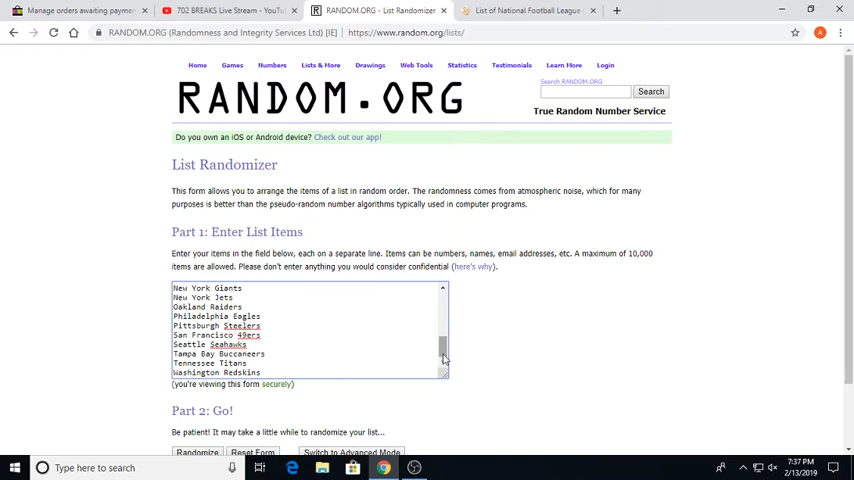 Manage orders awaiting paymen
702 BREAKS Live Stream - YouTu
RANDOM.ORG - List Randomizer
List of National Football League
RANDOM.ORG (Randomness and Integrity Services Ltd) [IE] | https://www.random.org/lists/
Home Games Numbers Lists & More Drawings Web Tools Statistics Testimonials Learn More Login
Search RANDOM.ORG
RANDOM.ORG
Search
True Random Number Service
Do you own an iOS or Android device? Check out our app!
List Randomizer
This form allows you to arrange the items of a list in random order. The randomness comes from atmospheric noise, which for many
purposes is better than the pseudo-random number algorithms typically used in computer programs.
Part 1: Enter List Items
Enter your items in the field below, each on a separate line. Items can be numbers, names, email addresses, etc. A maximum of 10,000
items are allowed. Please don't enter anything you would consider confidential (here's why).
New York Giants
New York Jets
Oakland Raiders
Philadelphia Eagles
Pittsburgh Steelers
San Francisco 49ers
Seattle Seahawks
Tampa Bay Buccaneers
Tennessee Titans
Washington Redskins
(you're viewing this form securely)
Part 2: Go!
Be patient! It may take a little while to randomize your list...
Randomize Reset Form Switch to Advanced Mode
Type here to search
7:37 PM
2/13/2019